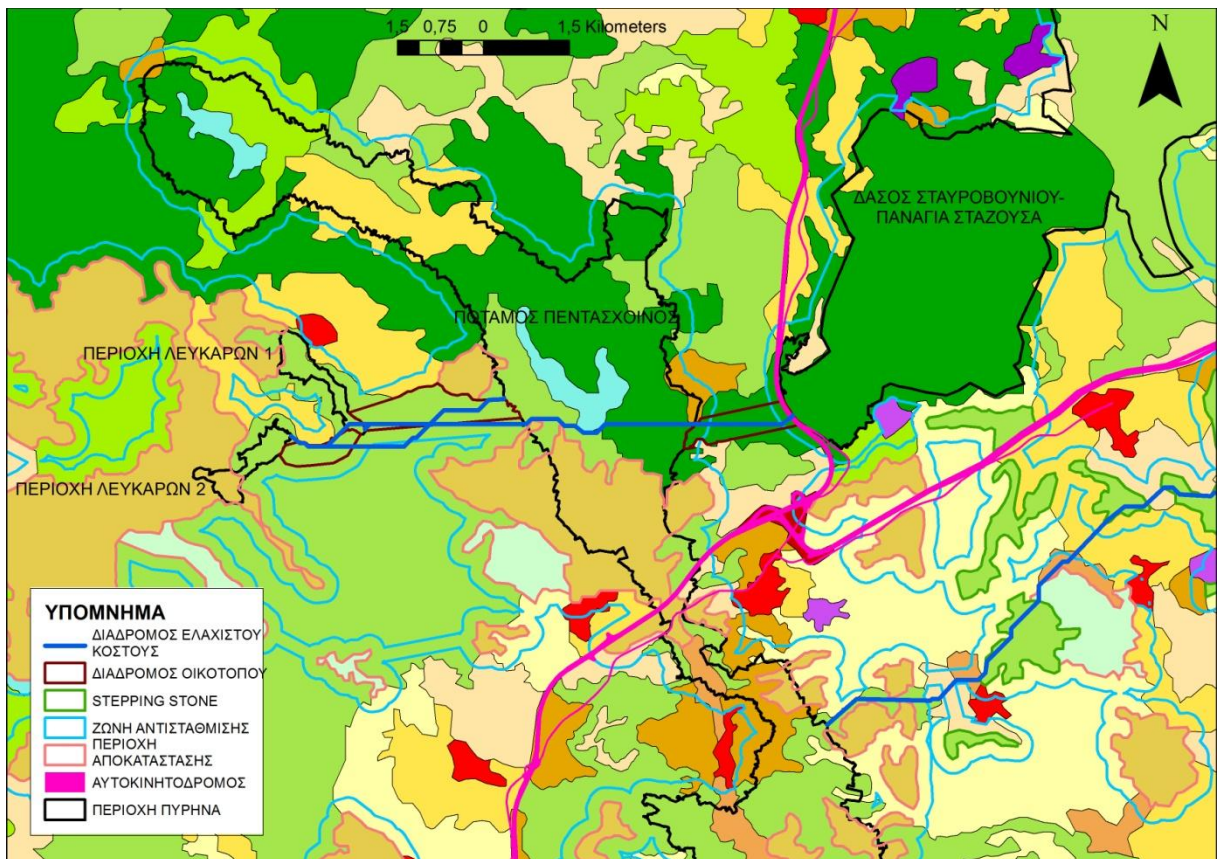 1,5 0,75 0 1,5 Kilometers
N
ΔΑΣΟΣ ΣΤΑΥΡΟΒΟΥΝΙΟΥ-
ΠΑΝΑΓΙΑ ΣΤΑΖΟΥΣΑ
ΠΟΤΑΜΟΣ ΠΕΝΤΑΣΧΟΙΝΟΣ
ΠΕΡΙΟΧΗ ΛΕΥΚΑΡΩΝ 1
ΠΕΡΙΟΧΗ ΛΕΥΚΑΡΩΝ 2
ΥΠΟΜΝΗΜΑ
ΔΙΑΔΡΟΜΟΣ ΕΛΑΧΙΣΤΟΥ
ΚΟΣΤΟΥΣ
ΔΙΑΔΡΟΜΟΣ ΟΙΚΟΤΟΠΟΥ
STEPPING STONE
ΖΩΝΗ ΑΝΤΙΣΤΑΘΜΙΣΗΣ
ΠΕΡΙΟΧΗ
ΑΠΟΚΑΤΑΣΤΑΣΗΣ
ΑΥΤΟΚΙΝΗΤΟΔΡΟΜΟΣ
ΠΕΡΙΟΧΗ ΠΥΡΗΝΑ